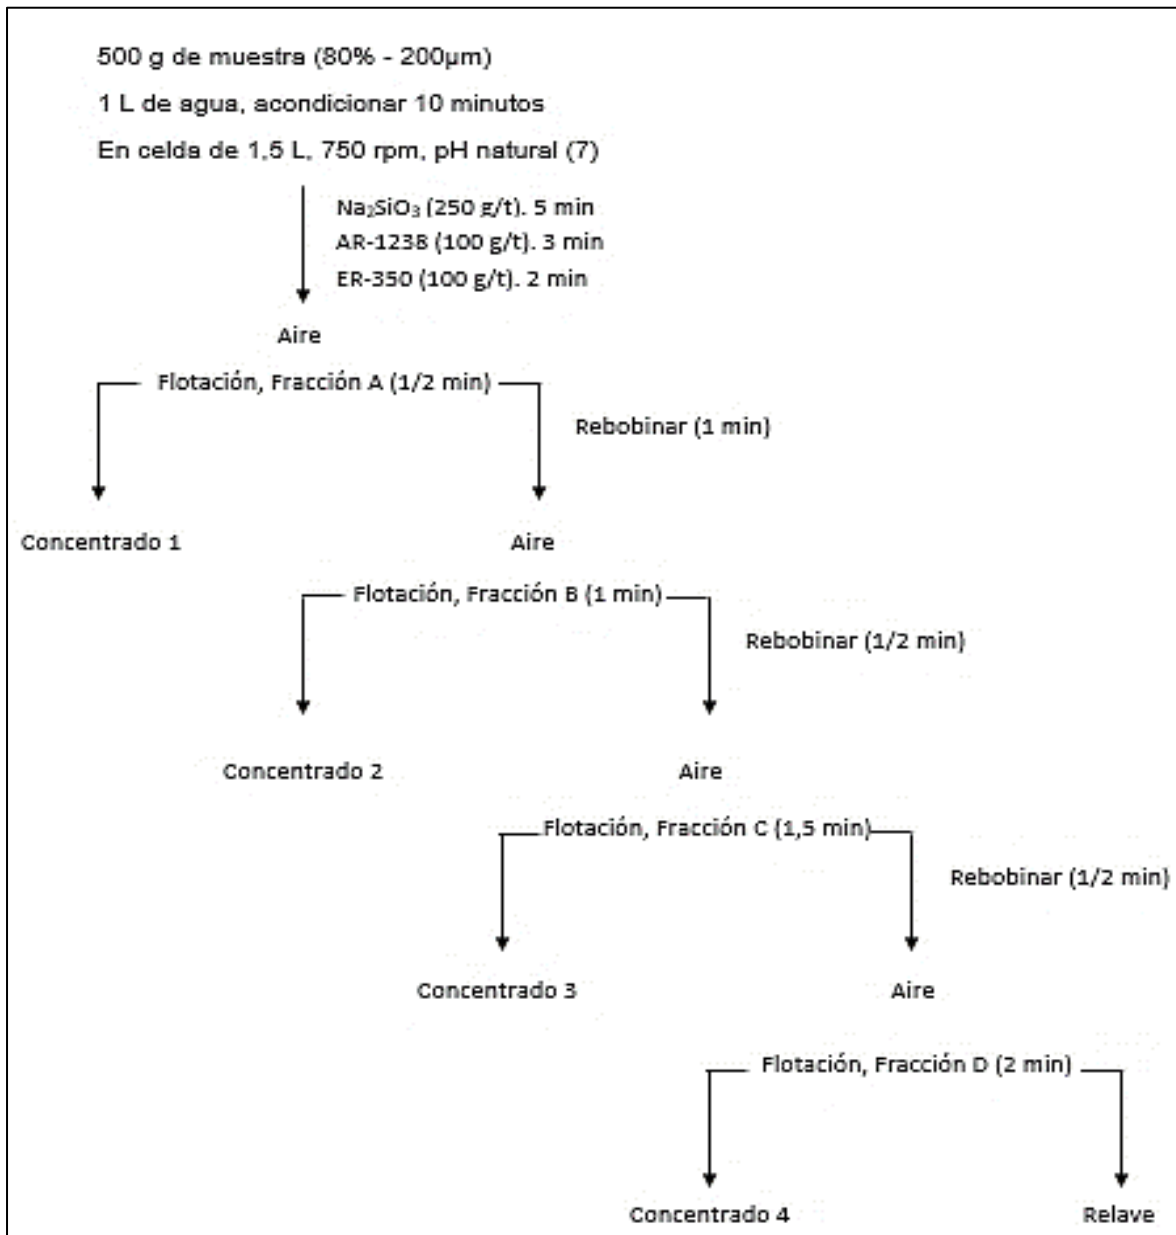 500 g de muestra (80% - 200µm)
1 L de agua, acondicionar 10 minutos
En celda de 1,5 L, 750 rpm, pH natural (7)
Na₂SiO₃ (250 g/t). 5 min
AR-1238 (100 g/t). 3 min
ER-350 (100 g/t). 2 min
Aire
Flotación, Fracción A (1/2 min)
Rebobinar (1 min)
Concentrado 1
Aire
Flotación, Fracción B (1 min)
Rebobinar (1/2 min)
Concentrado 2
Aire
Flotación, Fracción C (1,5 min)
Rebobinar (1/2 min)
Concentrado 3
Aire
Flotación, Fracción D (2 min)
Concentrado 4
Relave